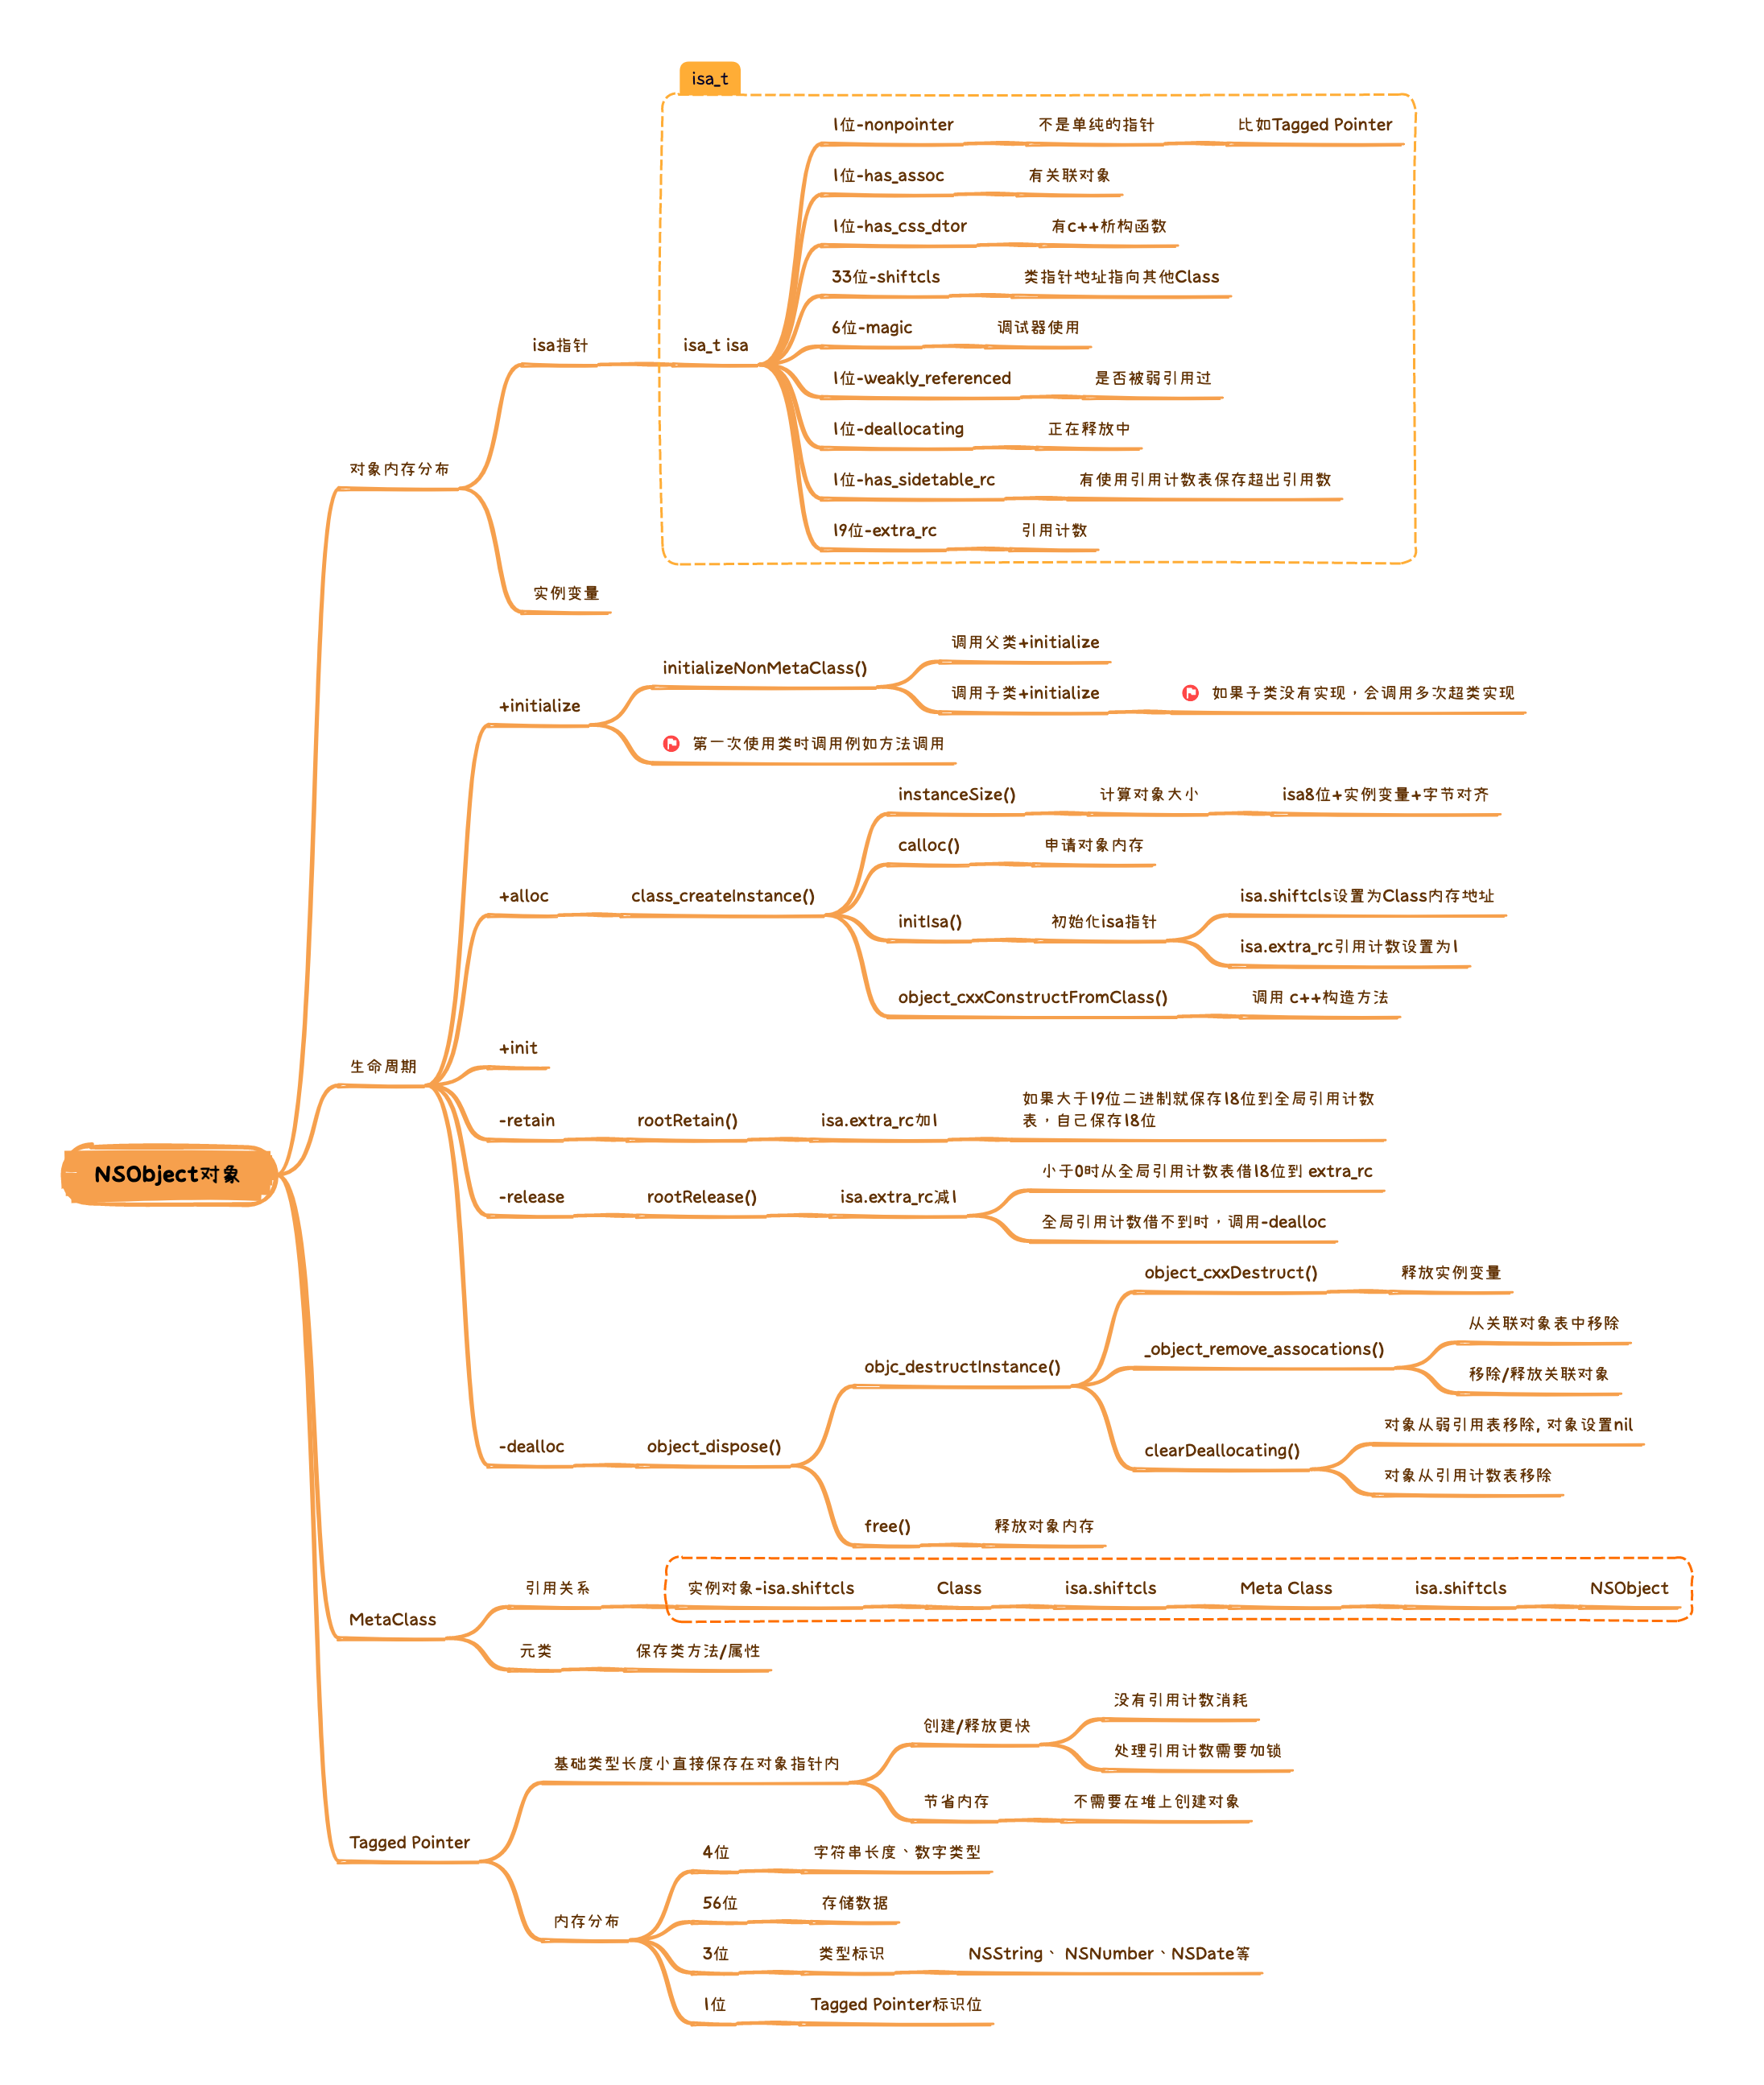 isa_t
1位-nonpointer
不是单纯的指针
比如Tagged Pointer
1位-has_assoc
有关联对象
1位-has_css_dtor
有c++析构函数
33位-shiftcls
类指针地址指向其他Class
6位-magic
调试器使用
isa指针
isa_t isa
1位-weakly_referenced
是否被弱引用过
1位-deallocating
正在释放中
对象内存分布
1位-has_sidetable_rc
有使用引用计数表保存超出引用数
19位-extra_rc
引用计数
实例变量
调用父类+initialize
initializeNonMetaClass()
调用子类+initialize
如果子类没有实现，会调用多次超类实现
+initialize
第一次使用类时调用例如方法调用
instanceSize()
计算对象大小
isa8位+实例变量+字节对齐
calloc()
申请对象内存
+alloc
class_createInstance()
isa.shiftcls设置为Class内存地址
initIsa()
初始化isa指针
isa.extra_rc引用计数设置为1
object_cxxConstructFromClass()
调用 c++构造方法
+init
生命周期
如果大于19位二进制就保存18位到全局引用计数
表，自己保存18位
-retain
rootRetain()
isa.extra_rc加1
NSObject对象
小于0时从全局引用计数表借18位到 extra_rc
-release
rootRelease()
isa.extra_rc减1
全局引用计数借不到时，调用-dealloc
object_cxxDestruct()
释放实例变量
从关联对象表中移除
_object_remove_assocations()
objc_destructInstance()
移除/释放关联对象
对象从弱引用表移除, 对象设置nil
-dealloc
object_dispose()
clearDeallocating()
对象从引用计数表移除
free()
释放对象内存
引用关系
实例对象-isa.shiftcls
Class
isa.shiftcls
Meta Class
isa.shiftcls
NSObject
MetaClass
元类
保存类方法/属性
没有引用计数消耗
创建/释放更快
处理引用计数需要加锁
基础类型长度小直接保存在对象指针内
节省内存
不需要在堆上创建对象
Tagged Pointer
4位
字符串长度、数字类型
56位
存储数据
内存分布
3位
类型标识
NSString、 NSNumber、NSDate等
1位
Tagged Pointer标识位